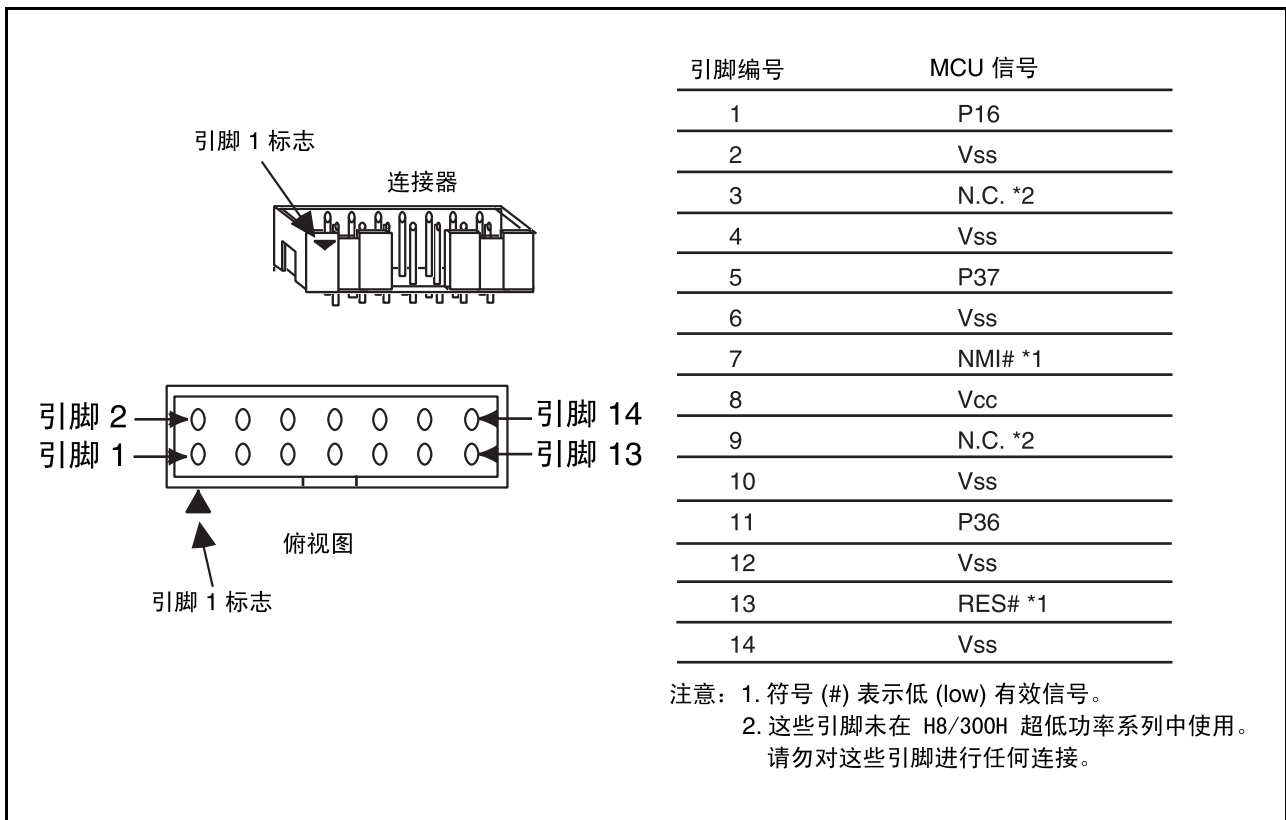 引脚 1 标志
连接器
引脚 2
引脚 14
引脚 1
引脚 13
俯视图
引脚 1 标志
引脚编号 MCU 信号
1 P16
2 Vss
3 N.C. *2
4 Vss
5 P37
6 Vss
7 NMI# *1
8 Vcc
9 N.C. *2
10 Vss
11 P36
12 Vss
13 RES# *1
14 Vss
注意：1. 符号 (#) 表示低 (low) 有效信号。
2. 这些引脚未在 H8/300H 超低功率系列中使用。
请勿对这些引脚进行任何连接。